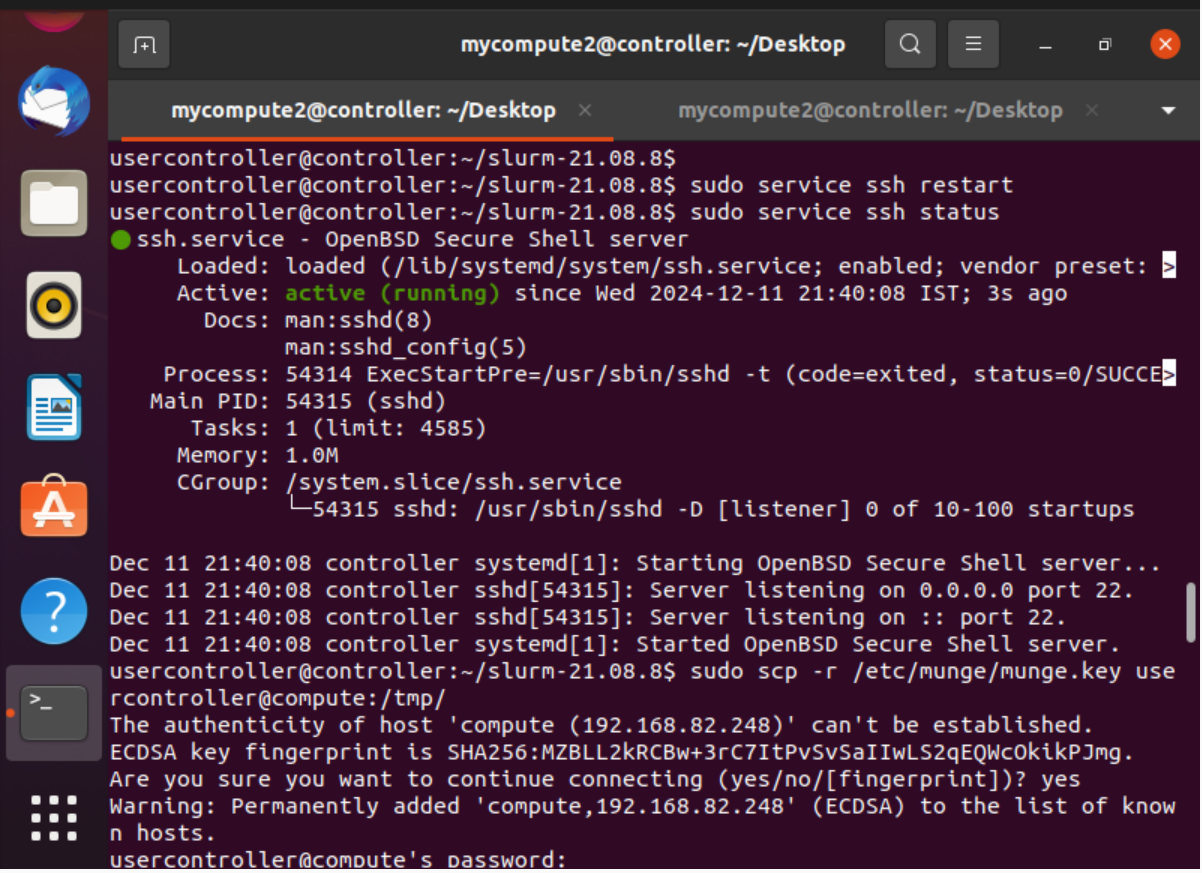 mycompute2@controller: ~/Desktop
mycompute2@controller: ~/Desktop
mycompute2@controller: ~/Desktop
usercontroller@controller:~/slurm-21.08.8$
usercontroller@controller:~/slurm-21.08.8$ sudo service ssh restart
usercontroller@controller:~/slurm-21.08.8$ sudo service ssh status
ssh.service - OpenBSD Secure Shell server
Loaded: loaded (/lib/systemd/system/ssh.service; enabled; vendor preset: >
Active: active (running) since Wed 2024-12-11 21:40:08 IST; 3s ago
Docs: man:sshd(8)
man:sshd_config(5)
Process: 54314 ExecStartPre=/usr/sbin/sshd -t (code=exited, status=0/SUCCE>
Main PID: 54315 (sshd)
Tasks: 1 (limit: 4585)
Memory: 1.0M
CGroup: /system.slice/ssh.service
└─54315 sshd: /usr/sbin/sshd -D [listener] 0 of 10-100 startups
Dec 11 21:40:08 controller systemd[1]: Starting OpenBSD Secure Shell server...
Dec 11 21:40:08 controller sshd[54315]: Server listening on 0.0.0.0 port 22.
Dec 11 21:40:08 controller sshd[54315]: Server listening on :: port 22.
Dec 11 21:40:08 controller systemd[1]: Started OpenBSD Secure Shell server.
usercontroller@controller:~/slurm-21.08.8$ sudo scp -r /etc/munge/munge.key use
rcontroller@compute:/tmp/
The authenticity of host 'compute (192.168.82.248)' can't be established.
ECDSA key fingerprint is SHA256:MZBLL2kRCBw+3rC7ItPvSvSaIIwLS2qEQWcOkikPJmg.
Are you sure you want to continue connecting (yes/no/[fingerprint])? yes
Warning: Permanently added 'compute,192.168.82.248' (ECDSA) to the list of know
n hosts.
usercontroller@compute's password: